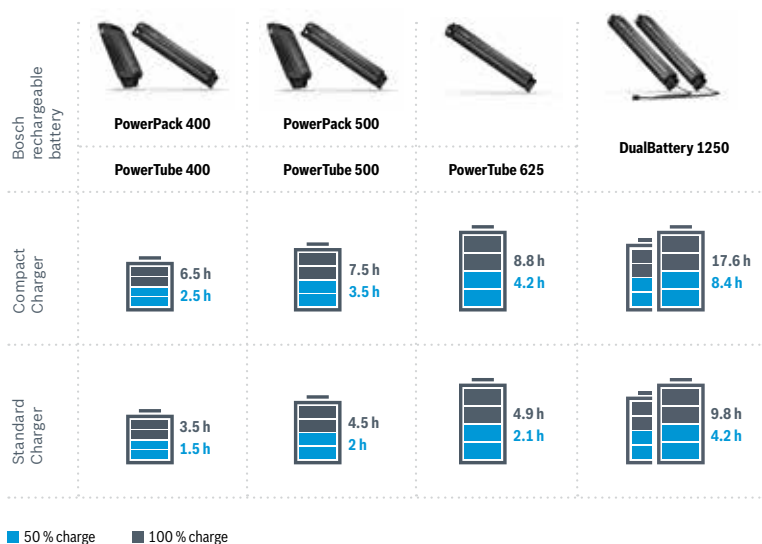 Bosch
rechargeable
battery
PowerPack 400
PowerPack 500
DualBattery 1250
PowerTube 400
PowerTube 500
PowerTube 625
Compact
Charger
6.5 h
2.5 h
7.5 h
3.5 h
8.8 h
4.2 h
17.6 h
8.4 h
Standard
Charger
3.5 h
1.5 h
4.5 h
2 h
4.9 h
2.1 h
9.8 h
4.2 h
50 % charge
100 % charge